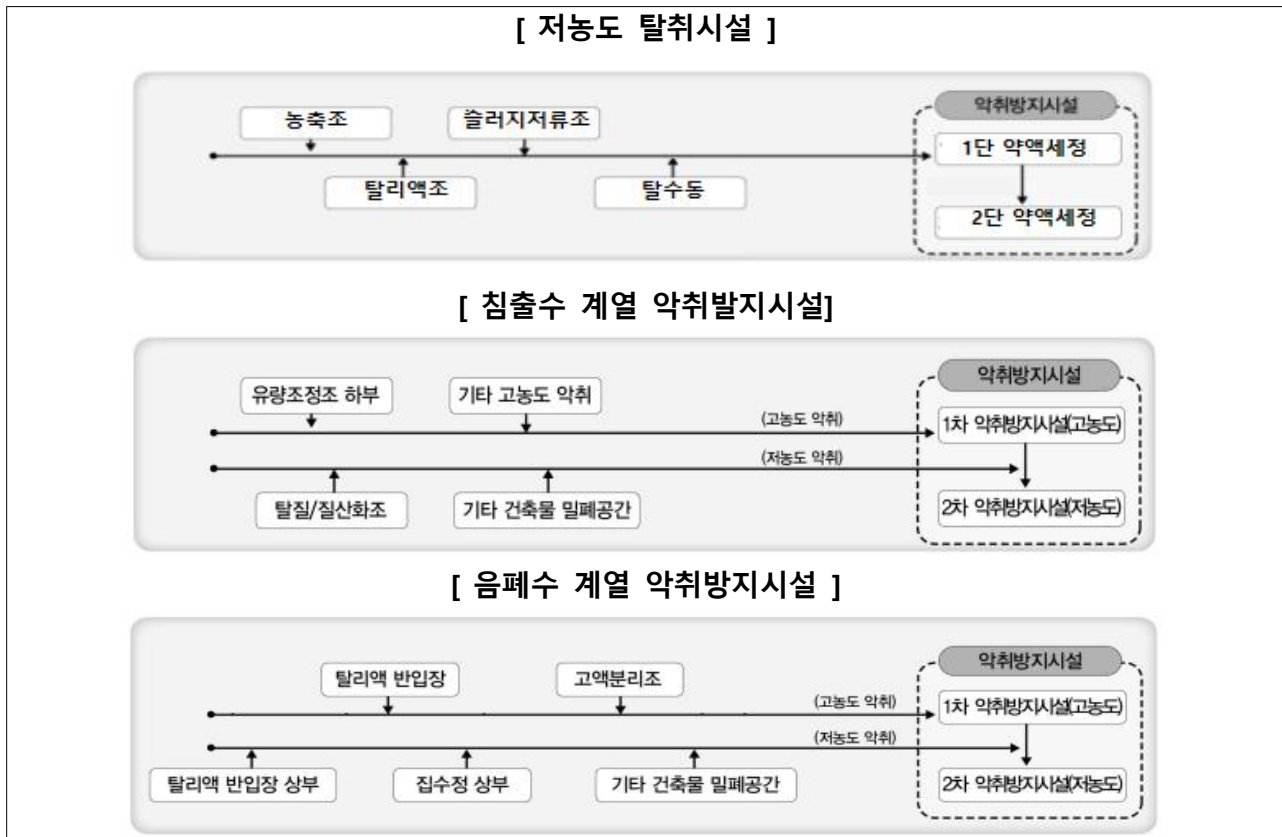 [ 저농도 탈취시설 ]
악취방지시설
농축조
슬러지저류조
1단 약액세정
탈리액조
탈수동
2단 약액세정
[ 침출수 계열 악취발지시설]
악취방지시설
유량조정조 하부
기타 고농도 악취
(고농도 악취)
1차 악취방지시설(고농도)
(저농도 악취)
탈질/질산화조
기타 건축물 밀폐공간
2차 악취방지시설(저농도)
[ 음폐수 계열 악취방지시설 ]
악취방지시설
탈리액 반입장
고액분리조
(고농도 악취)
1차 악취방지시설(고농도)
(저농도 악취)
탈리액 반입장 상부
집수정 상부
기타 건축물 밀폐공간
2차 악취방지시설(저농도)